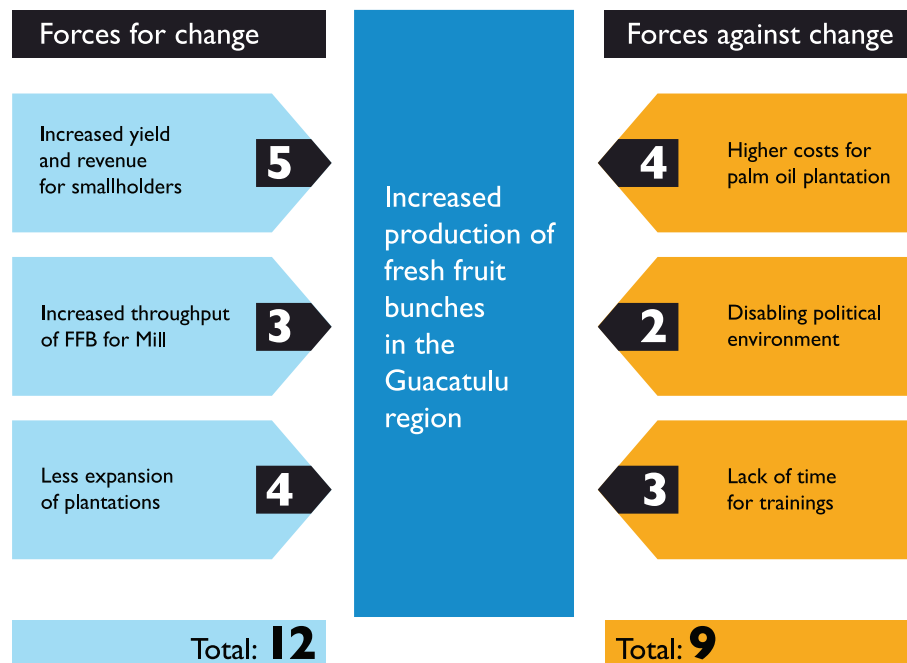 Forces for change
Increased yield
and revenue
for smallholders
5
Increased throughput
of FFB for Mill
3
Less expansion
of plantations
4
Total: 12
Increased
production of
fresh fruit
bunches
in the
Guacatulu
region
Forces against change
4
Higher costs for
palm oil plantation
2
Disabling political
environment
3
Lack of time
for trainings
Total: 9